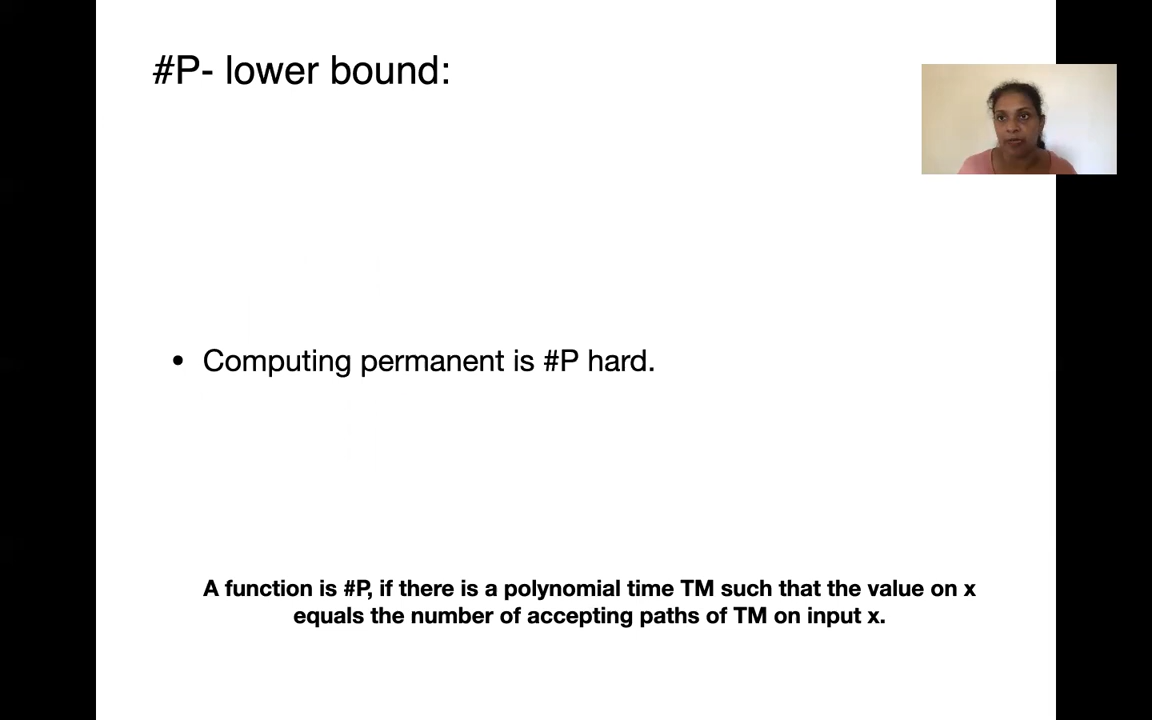 #P- lower bound:
• Computing permanent is #P hard.
A function is #P, if there is a polynomial time TM such that the value on x
equals the number of accepting paths of TM on input x.